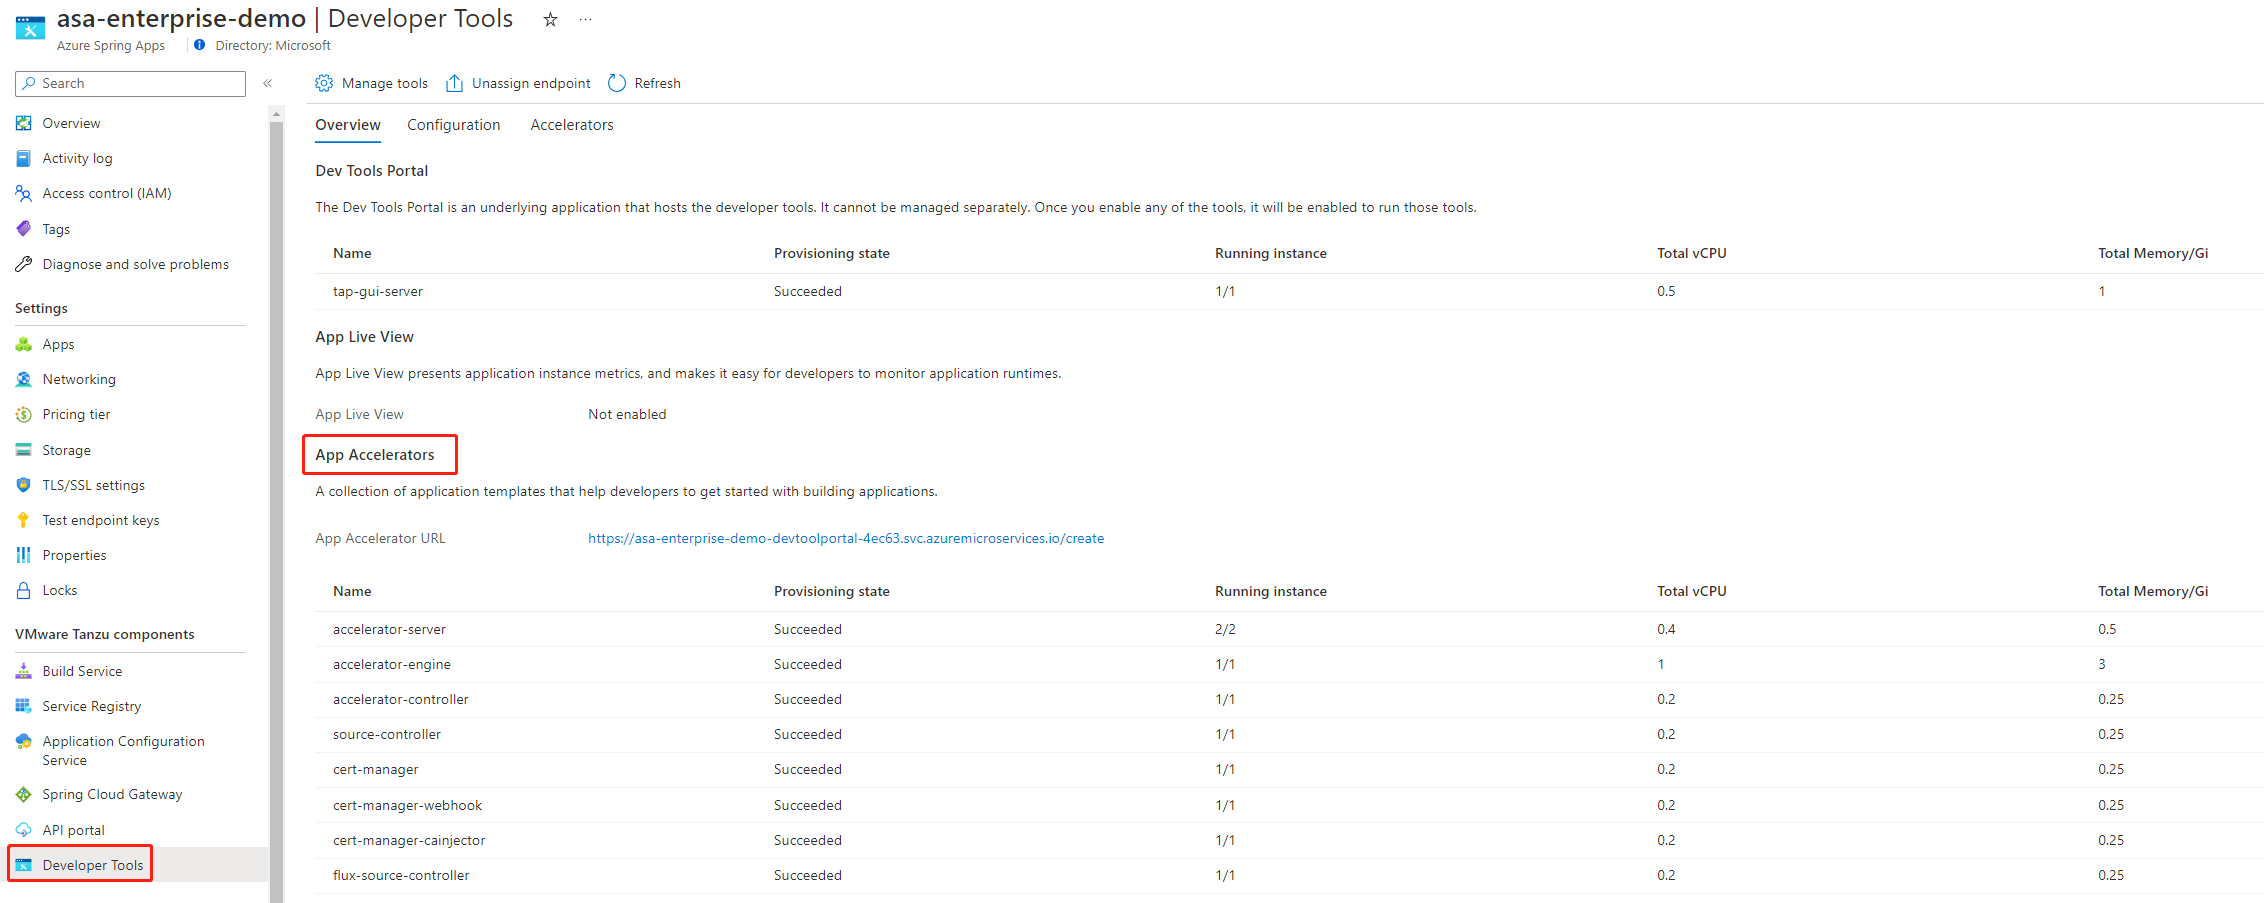 asa-enterprise-demo | Developer Tools ☆ ···
Azure Spring Apps Directory: Microsoft
Search «
Manage tools Unassign endpoint Refresh
Overview
Activity log
Access control (IAM)
Tags
Diagnose and solve problems
Settings
Apps
Networking
Pricing tier
Storage
TLS/SSL settings
Test endpoint keys
Properties
Locks
VMware Tanzu components
Build Service
Service Registry
Application Configuration
Service
Spring Cloud Gateway
API portal
Developer Tools
Overview Configuration Accelerators
Dev Tools Portal
The Dev Tools Portal is an underlying application that hosts the developer tools. It cannot be managed separately. Once you enable any of the tools, it will be enabled to run those tools.
Name Provisioning state Running instance Total vCPU Total Memory/Gi
tap-gui-server Succeeded 1/1 0.5 1
App Live View
App Live View presents application instance metrics, and makes it easy for developers to monitor application runtimes.
App Live View Not enabled
App Accelerators
A collection of application templates that help developers to get started with building applications.
App Accelerator URL https://asa-enterprise-demo-devtoolportal-4ec63.svc.azuremicroservices.io/create
Name Provisioning state Running instance Total vCPU Total Memory/Gi
accelerator-server Succeeded 2/2 0.4 0.5
accelerator-engine Succeeded 1/1 1 3
accelerator-controller Succeeded 1/1 0.2 0.25
source-controller Succeeded 1/1 0.2 0.25
cert-manager Succeeded 1/1 0.2 0.25
cert-manager-webhook Succeeded 1/1 0.2 0.25
cert-manager-cainjector Succeeded 1/1 0.2 0.25
flux-source-controller Succeeded 1/1 0.2 0.25